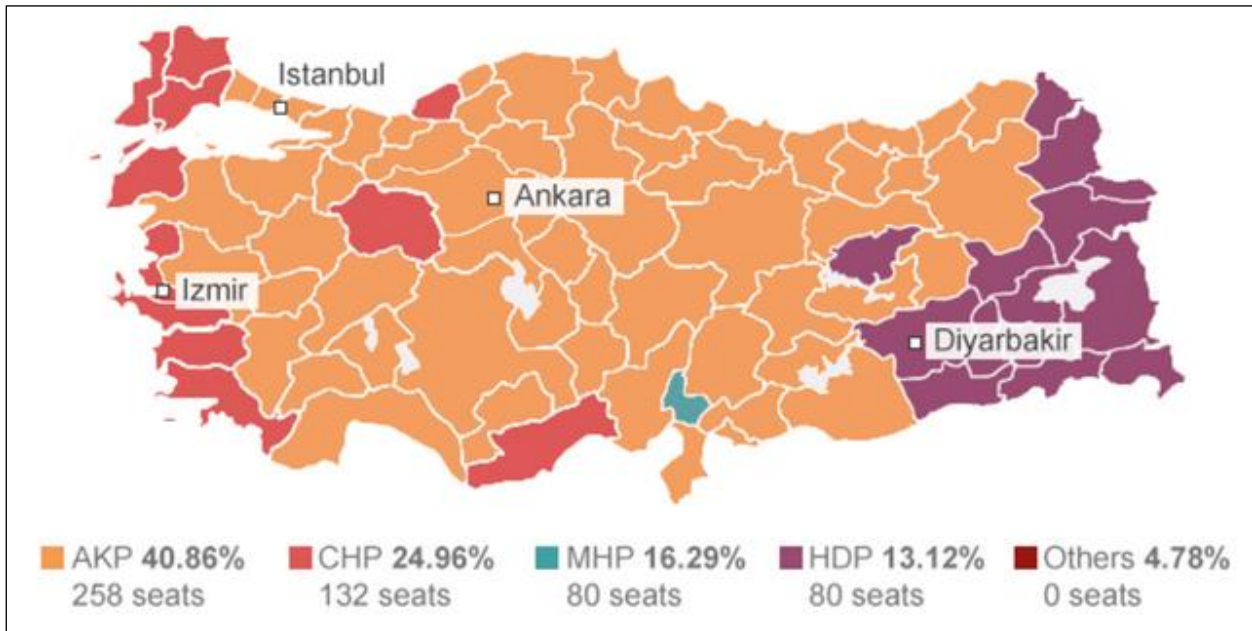 Istanbul
Ankara
Izmir
Diyarbakir
AKP 40.86% CHP 24.96% MHP 16.29% HDP 13.12% Others 4.78%
258 seats 132 seats 80 seats 80 seats 0 seats